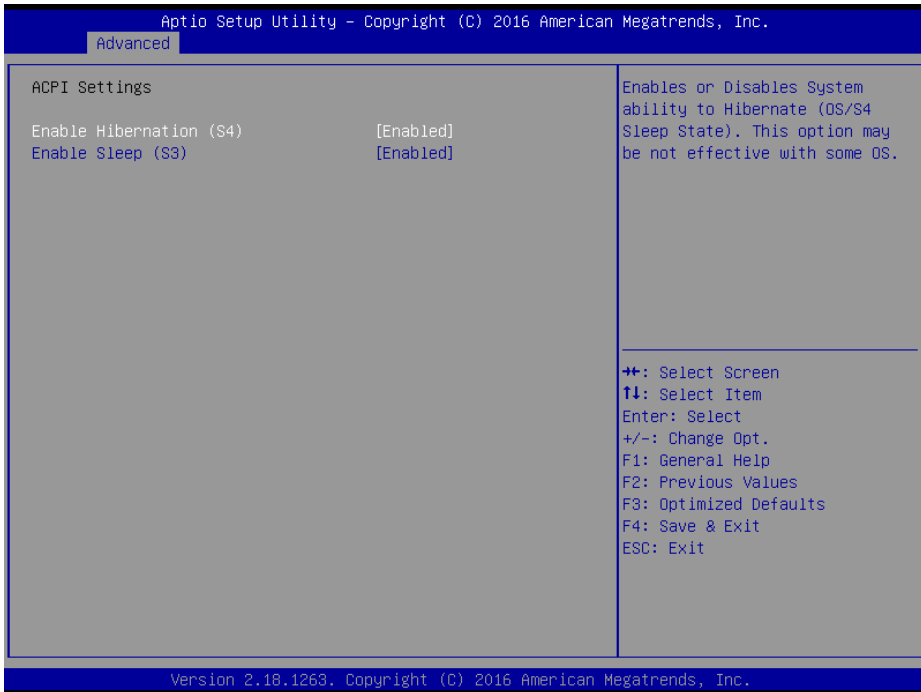 Aptio Setup Utility – Copyright (C) 2016 American Megatrends, Inc.
Advanced
ACPI Settings
Enable Hibernation (S4) [Enabled]
Enable Sleep (S3) [Enabled]
Enables or Disables System
ability to Hibernate (OS/S4
Sleep State). This option may
be not effective with some OS.
→←: Select Screen
↑↓: Select Item
Enter: Select
+/-: Change Opt.
F1: General Help
F2: Previous Values
F3: Optimized Defaults
F4: Save & Exit
ESC: Exit
Version 2.18.1263. Copyright (C) 2016 American Megatrends, Inc.